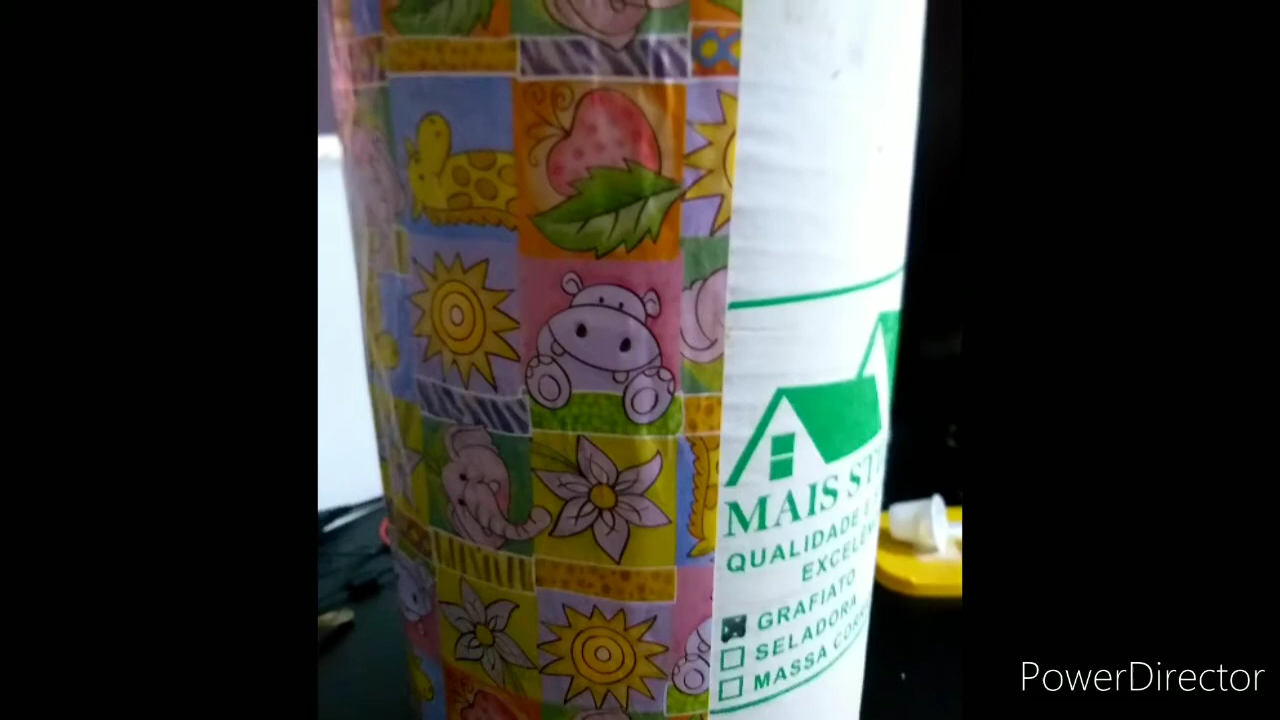 MAIS
QUALIDADE
GRAFIATO
SELADORA
MASSA
PowerDirector